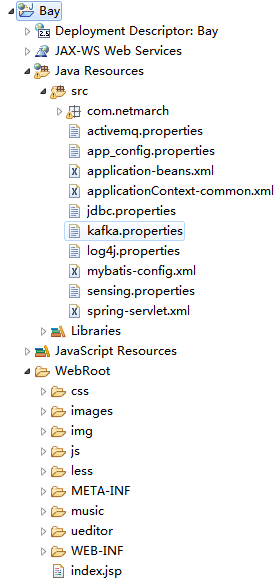 Bay
Deployment Descriptor: Bay
JAX-WS Web Services
Java Resources
src
com.netmarch
activemq.properties
app_config.properties
application-beans.xml
applicationContext-common.xml
jdbc.properties
kafka.properties
log4j.properties
mybatis-config.xml
sensing.properties
spring-servlet.xml
Libraries
JavaScript Resources
WebRoot
css
images
img
js
less
META-INF
music
ueditor
WEB-INF
index.jsp